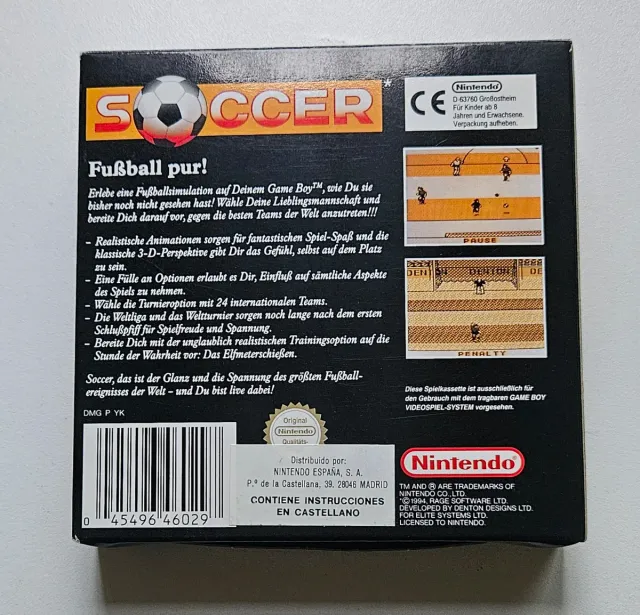 SOCCER*
Nintendo
D-63760 Großostheim
Für Kinder ab 8
Jahren und Erwachsene.
Verpackung aufheben.
CE
Fußball pur!
Erlebe eine Fußballsimulation auf Deinem Game Boy™, wie Du sie
bisher noch nicht gesehen hast! Wähle Deine Lieblingsmannschaft und
bereite Dich darauf vor, gegen die besten Teams der Welt anzutreten!!!
- Realistische Animationen sorgen für fantastischen Spiel-Spaß und die
klassische 3-D-Perspektive gibt Dir das Gefühl, selbst auf dem Platz
zu sein.
- Eine Fülle an Optionen erlaubt es Dir, Einfluß auf sämtliche Aspekte
des Spiels zu nehmen.
- Wähle die Turnieroption mit 24 internationalen Teams.
- Die Weltliga und das Weltturnier sorgen noch lange nach dem ersten
Schlußpfiff für Spielfreude und Spannung.
- Bereite Dich mit der unglaublich realistischen Trainingsoption auf die
Stunde der Wahrheit vor: Das Elfmeterschießen.
Soccer, das ist der Glanz und die Spannung des größten Fußball-
ereignisses der Welt - und Du bist live dabei!
PAUSE
DENTON DE
PENALTY
Diese Spielkassette ist ausschließlich für
den Gebrauch mit dem tragbaren GAME BOY
VIDEOSPIEL-SYSTEM vorgesehen.
DMG P YK
0 45496 46029
Original
Nintendo
Qualitäts-
Distribuido por:
NINTENDO ESPAÑA, S. A.
P.º de la Castellana, 39. 28046 MADRID
CONTIENE INSTRUCCIONES
EN CASTELLANO
Nintendo
TM AND ® ARE TRADEMARKS OF
NINTENDO CO., LTD.
*©1994, RAGE SOFTWARE LTD.
DEVELOPED BY DENTON DESIGNS LTD.
FOR ELITE SYSTEMS LTD.
LICENSED TO NINTENDO.